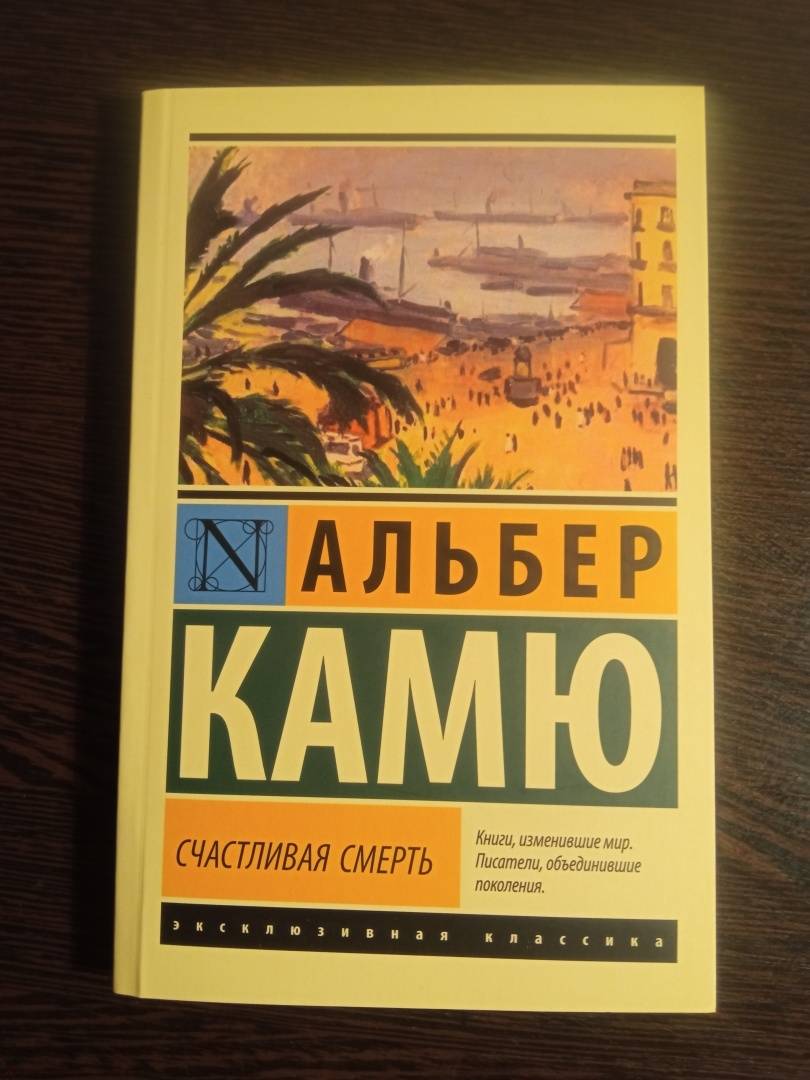 N
АЛЬБЕР
КАМЮ
СЧАСТЛИВАЯ СМЕРТЬ
Книги, изменившие мир.
Писатели, объединившие
поколения.
эксклюзивная классика